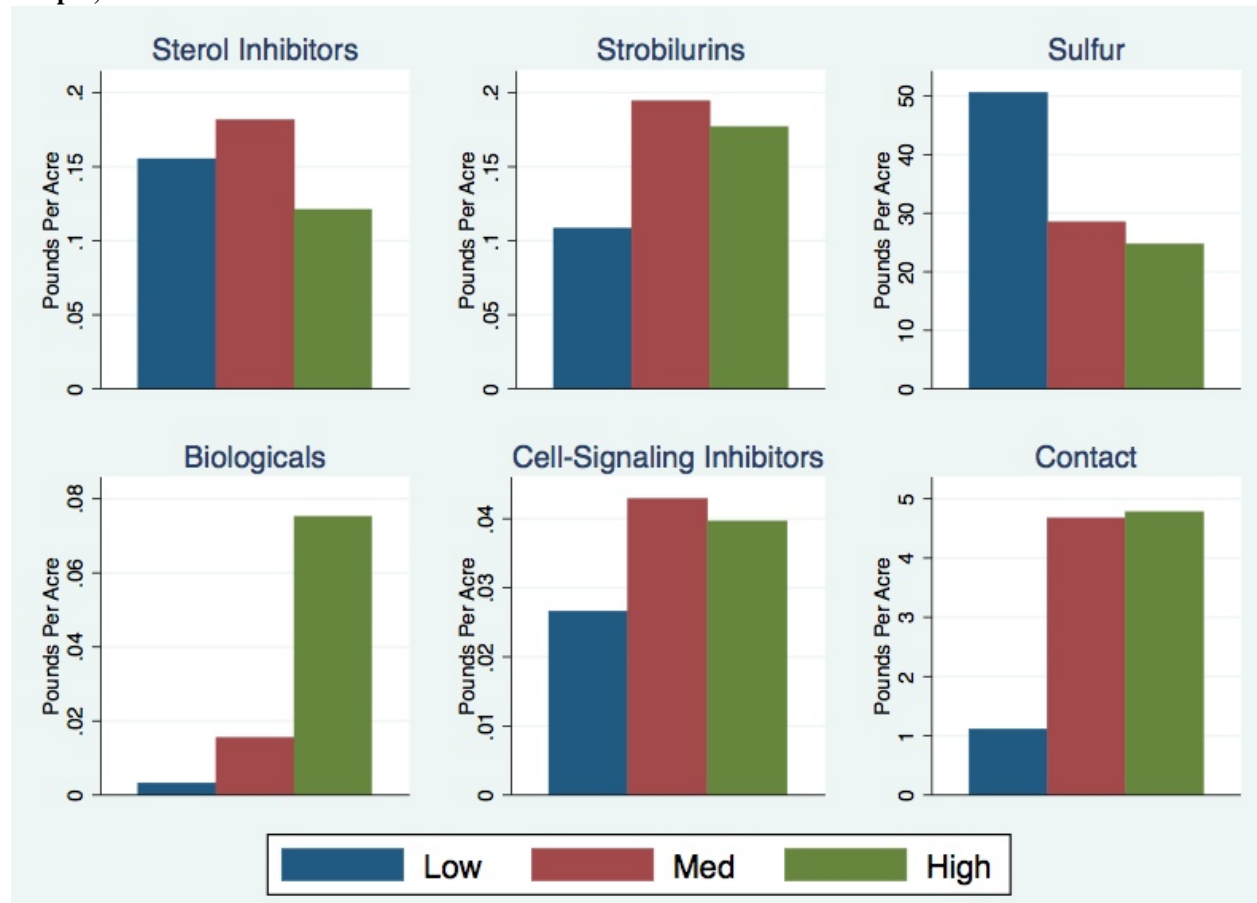 Sterol Inhibitors
Pounds Per Acre
0 .05 .1 .15 .2
Strobilurins
Pounds Per Acre
0 .05 .1 .15 .2
Sulfur
Pounds Per Acre
0 10 20 30 40 50
Biologicals
Pounds Per Acre
0 .02 .04 .06 .08
Cell-Signaling Inhibitors
Pounds Per Acre
0 .01 .02 .03 .04
Contact
Pounds Per Acre
0 1 2 3 4 5
Low Med High